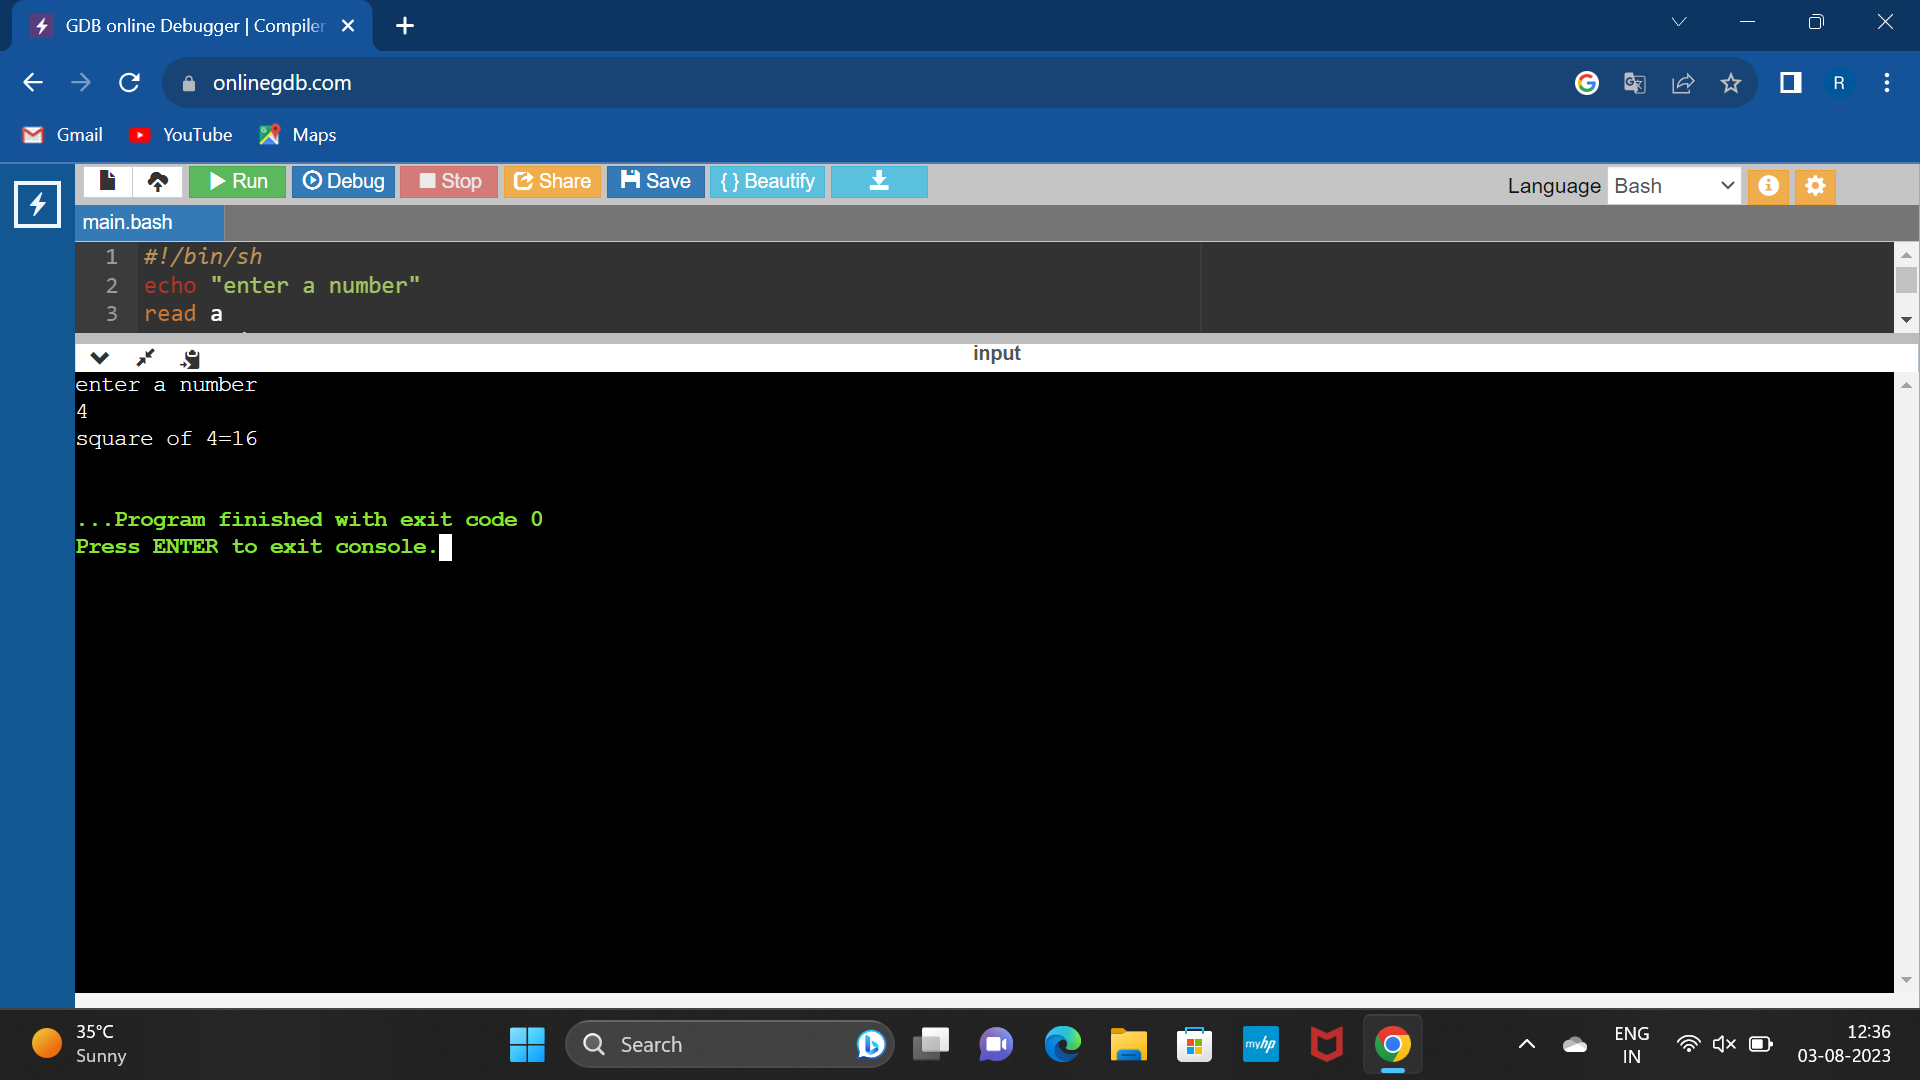 GDB online Debugger | Compiler
onlinegdb.com
R
Gmail YouTube Maps
Run Debug Stop Share Save { } Beautify Language Bash
main.bash
1 #!/bin/sh
2 echo "enter a number"
3 read a
input
enter a number
4
square of 4=16
...Program finished with exit code 0
Press ENTER to exit console.
35°C
Sunny
Search
myhp
ENG
IN
12:36
03-08-2023